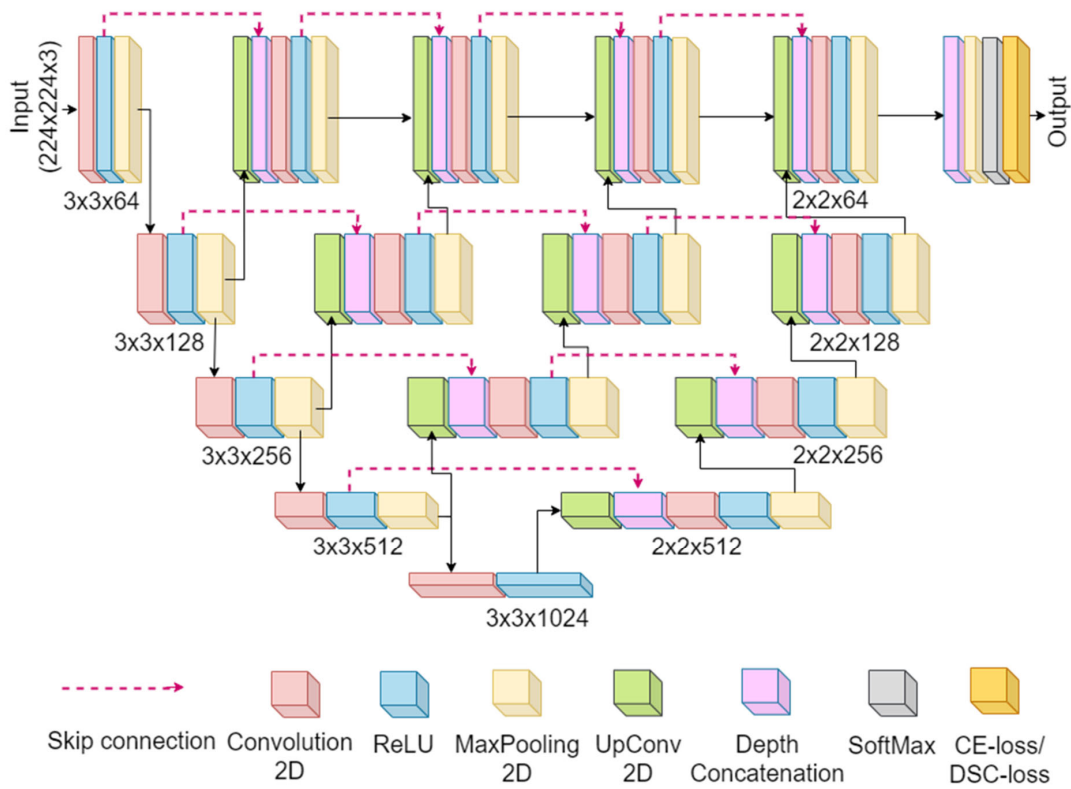 Input
(224x224x3)
Output
3x3x64
2x2x64
3x3x128
2x2x128
3x3x256
2x2x256
3x3x512
2x2x512
3x3x1024
Skip connection
Convolution
2D
ReLU
MaxPooling
2D
UpConv
2D
Depth
Concatenation
SoftMax
CE-loss/
DSC-loss